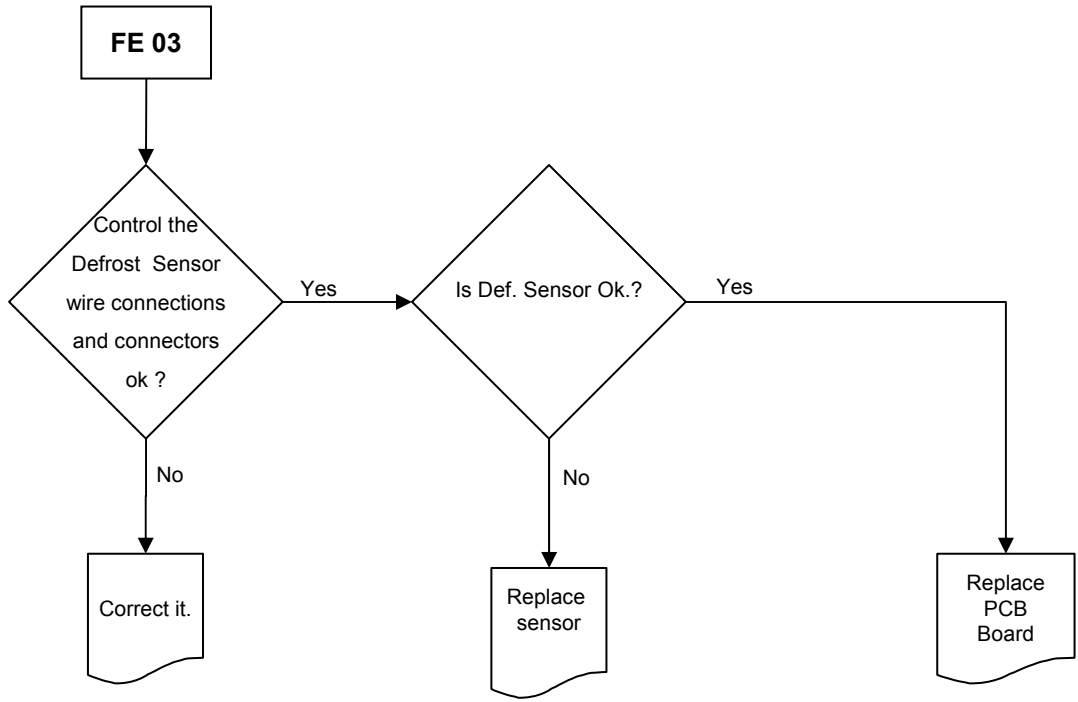 FE 03
Control the
Defrost Sensor
wire connections
and connectors
ok ?
Yes
Is Def. Sensor Ok.?
Yes
No
No
Correct it.
Replace
sensor
Replace
PCB
Board